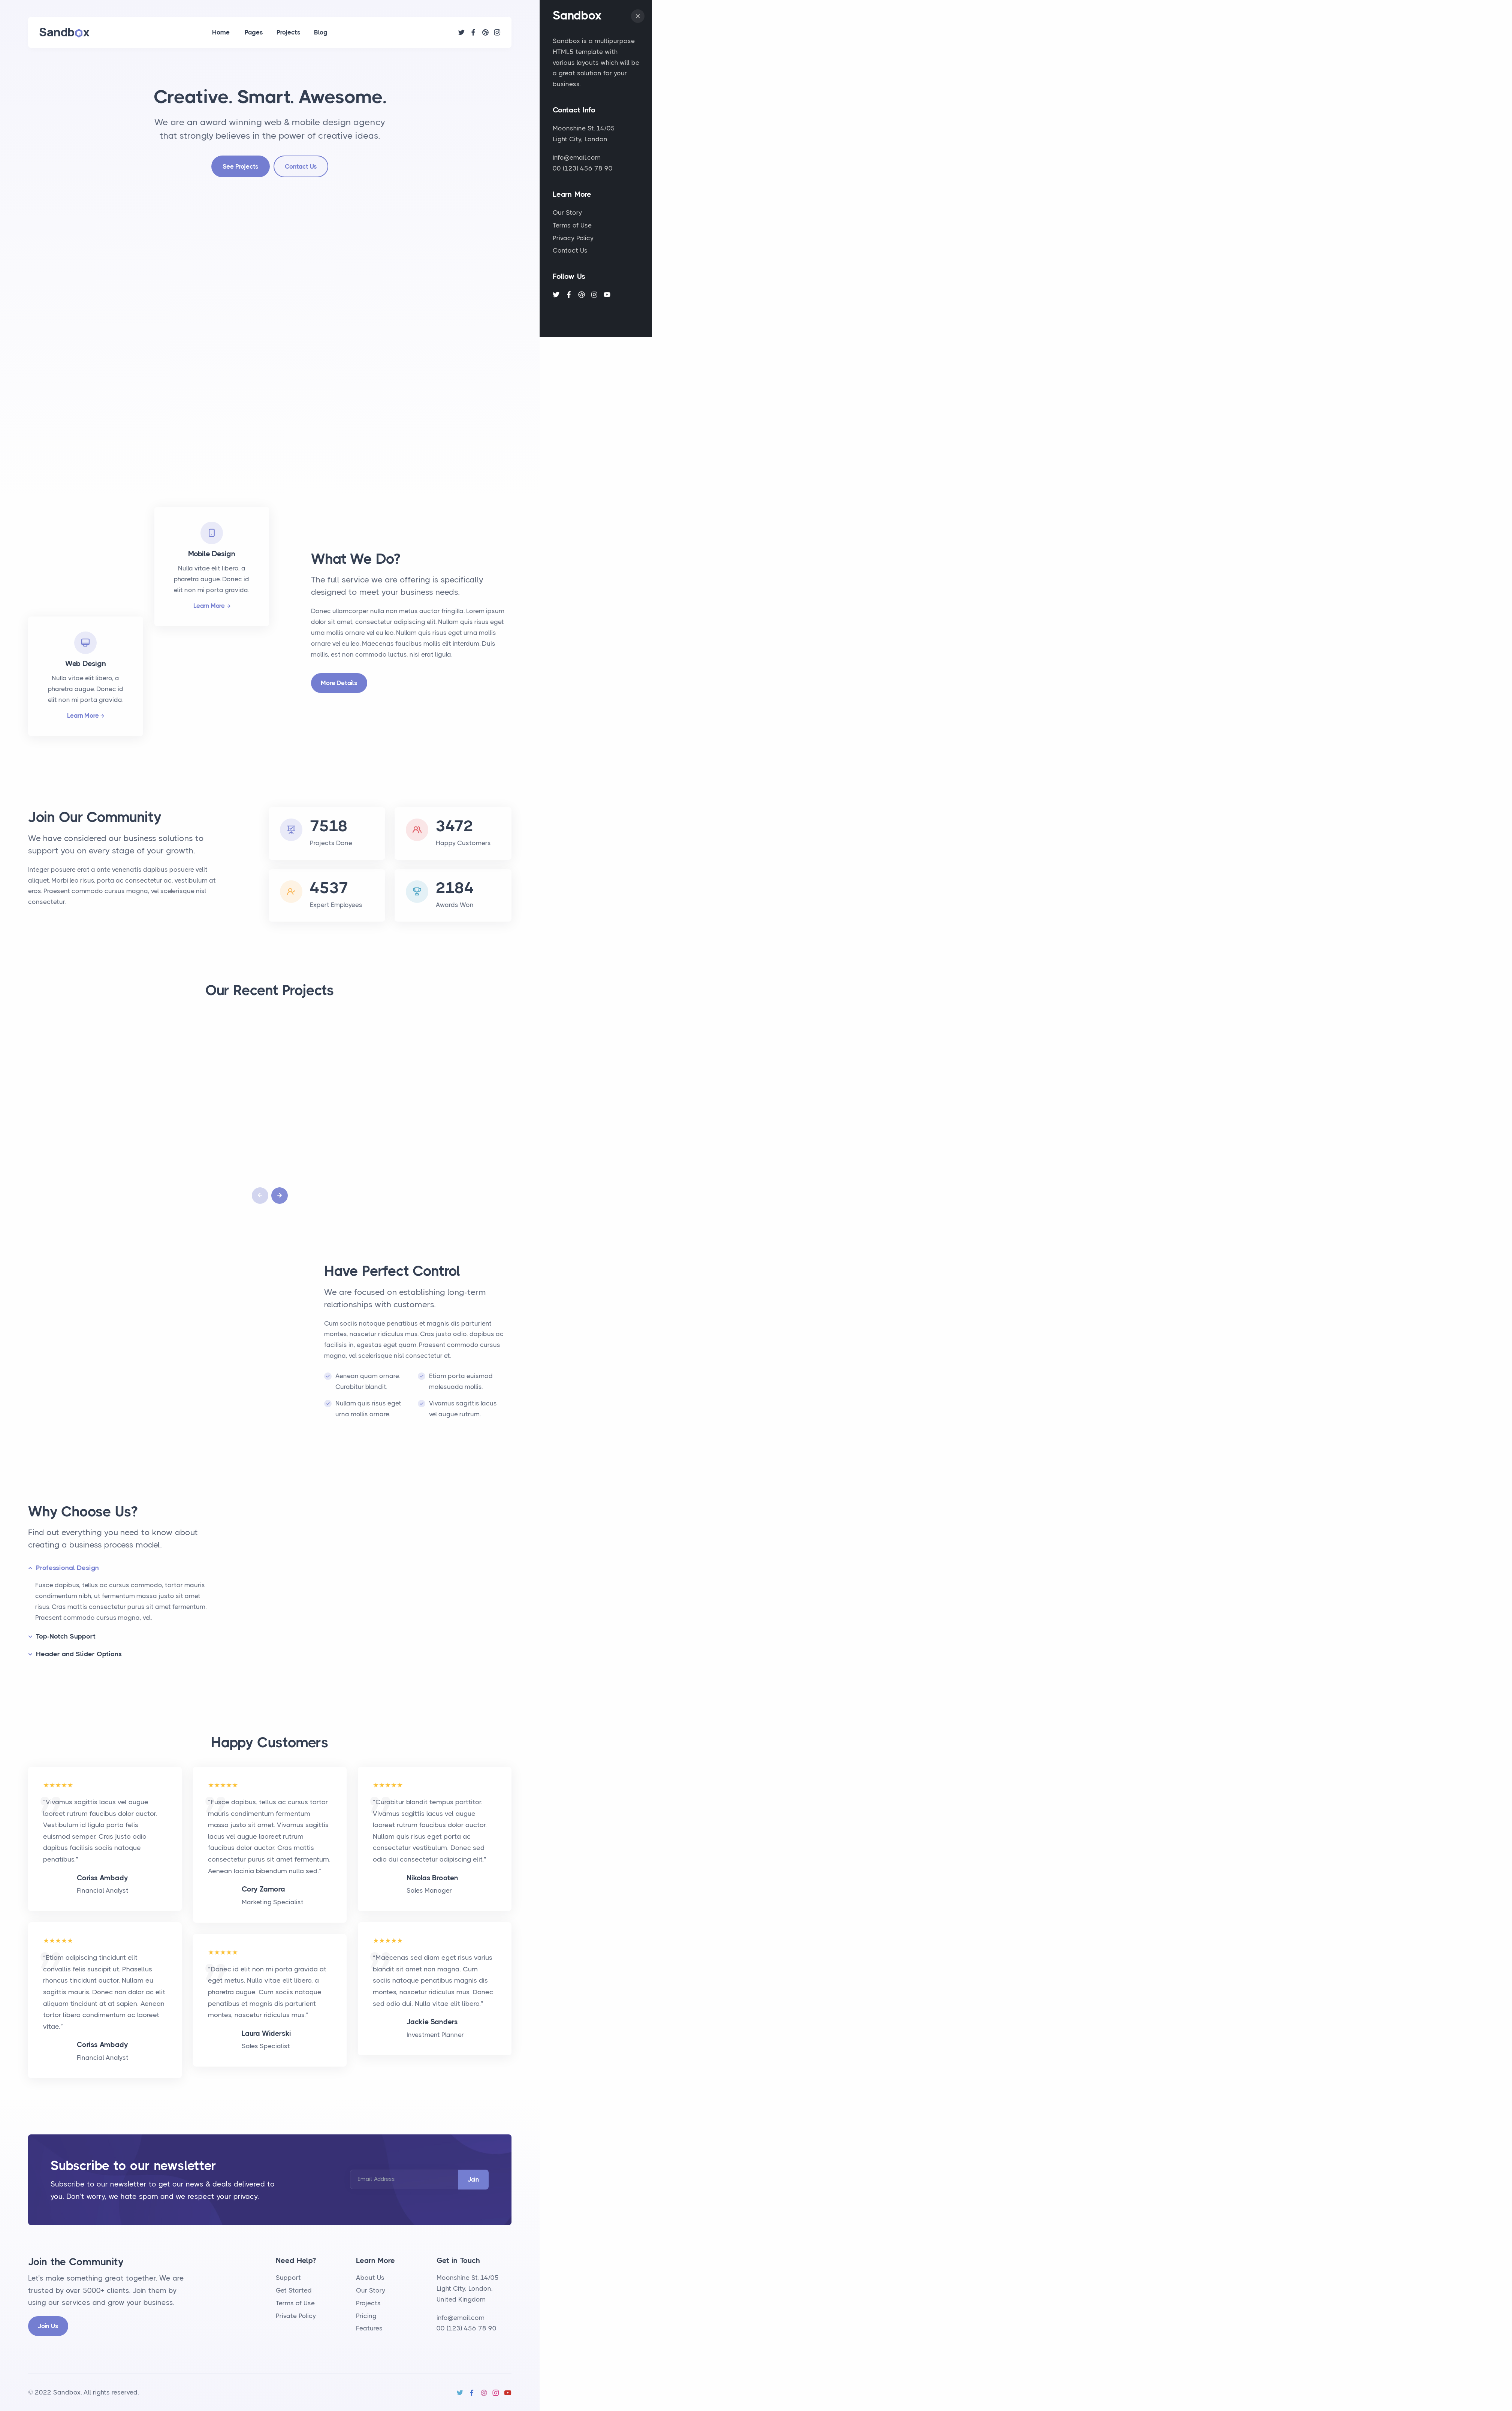 Sandbox
Home
Pages
Projects
Blog
Creative. Smart. Awesome.
We are an award winning web & mobile design agency
that strongly believes in the power of creative ideas.
See Projects
Contact Us
Sandbox
Sandbox is a multipurpose
HTML5 template with
various layouts which will be
a great solution for your
business.
Contact Info
Moonshine St. 14/05
Light City, London
info@email.com
00 (123) 456 78 90
Learn More
Our Story
Terms of Use
Privacy Policy
Contact Us
Follow Us
Mobile Design
Nulla vitae elit libero, a
pharetra augue. Donec id
elit non mi porta gravida.
Learn More
Web Design
Nulla vitae elit libero, a
pharetra augue. Donec id
elit non mi porta gravida.
Learn More
What We Do?
The full service we are offering is specifically
designed to meet your business needs.
Donec ullamcorper nulla non metus auctor fringilla. Lorem ipsum
dolor sit amet, consectetur adipiscing elit. Nullam quis risus eget
urna mollis ornare vel eu leo. Nullam quis risus eget urna mollis
ornare vel eu leo. Maecenas faucibus mollis elit interdum. Duis
mollis, est non commodo luctus, nisi erat ligula.
More Details
Join Our Community
We have considered our business solutions to
support you on every stage of your growth.
Integer posuere erat a ante venenatis dapibus posuere velit
aliquet. Morbi leo risus, porta ac consectetur ac, vestibulum at
eros. Praesent commodo cursus magna, vel scelerisque nisl
consectetur.
7518
Projects Done
3472
Happy Customers
4537
Expert Employees
2184
Awards Won
Our Recent Projects
Have Perfect Control
We are focused on establishing long-term
relationships with customers.
Cum sociis natoque penatibus et magnis dis parturient
montes, nascetur ridiculus mus. Cras justo odio, dapibus ac
facilisis in, egestas eget quam. Praesent commodo cursus
magna, vel scelerisque nisl consectetur et.
Aenean quam ornare.
Curabitur blandit.
Etiam porta euismod
malesuada mollis.
Nullam quis risus eget
urna mollis ornare.
Vivamus sagittis lacus
vel augue rutrum.
Why Choose Us?
Find out everything you need to know about
creating a business process model.
Professional Design
Fusce dapibus, tellus ac cursus commodo, tortor mauris
condimentum nibh, ut fermentum massa justo sit amet
risus. Cras mattis consectetur purus sit amet fermentum.
Praesent commodo cursus magna, vel.
Top-Notch Support
Header and Slider Options
Happy Customers
“Vivamus sagittis lacus vel augue
laoreet rutrum faucibus dolor auctor.
Vestibulum id ligula porta felis
euismod semper. Cras justo odio
dapibus facilisis sociis natoque
penatibus.”
Coriss Ambady
Financial Analyst
“Fusce dapibus, tellus ac cursus tortor
mauris condimentum fermentum
massa justo sit amet. Vivamus sagittis
lacus vel augue laoreet rutrum
faucibus dolor auctor. Cras mattis
consectetur purus sit amet fermentum.
Aenean lacinia bibendum nulla sed.”
Cory Zamora
Marketing Specialist
“Curabitur blandit tempus porttitor.
Vivamus sagittis lacus vel augue
laoreet rutrum faucibus dolor auctor.
Nullam quis risus eget porta ac
consectetur vestibulum. Donec sed
odio dui consectetur adipiscing elit.”
Nikolas Brooten
Sales Manager
“Etiam adipiscing tincidunt elit
convallis felis suscipit ut. Phasellus
rhoncus tincidunt auctor. Nullam eu
sagittis mauris. Donec non dolor ac elit
aliquam tincidunt at at sapien. Aenean
tortor libero condimentum ac laoreet
vitae.”
Coriss Ambady
Financial Analyst
“Donec id elit non mi porta gravida at
eget metus. Nulla vitae elit libero, a
pharetra augue. Cum sociis natoque
penatibus et magnis dis parturient
montes, nascetur ridiculus mus.”
Laura Widerski
Sales Specialist
“Maecenas sed diam eget risus varius
blandit sit amet non magna. Cum
sociis natoque penatibus magnis dis
montes, nascetur ridiculus mus. Donec
sed odio dui. Nulla vitae elit libero.”
Jackie Sanders
Investment Planner
Subscribe to our newsletter
Subscribe to our newsletter to get our news & deals delivered to
you. Don't worry, we hate spam and we respect your privacy.
Email Address
Join
Join the Community
Let's make something great together. We are
trusted by over 5000+ clients. Join them by
using our services and grow your business.
Join Us
Need Help?
Support
Get Started
Terms of Use
Private Policy
Learn More
About Us
Our Story
Projects
Pricing
Features
Get in Touch
Moonshine St. 14/05
Light City, London,
United Kingdom
info@email.com
00 (123) 456 78 90
© 2022 Sandbox. All rights reserved.